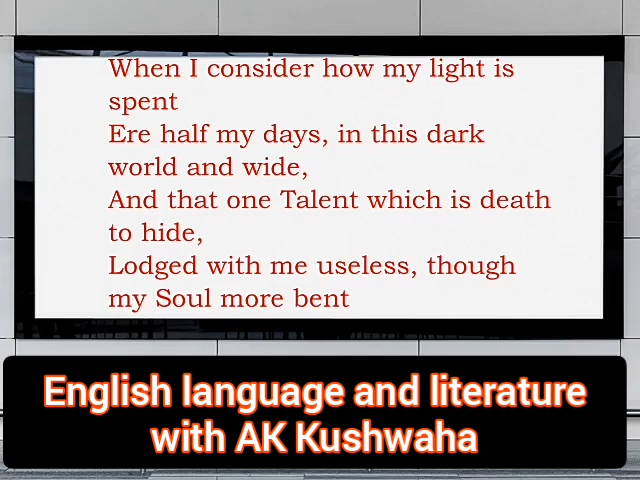 When I consider how my light is
spent
Ere half my days, in this dark
world and wide,
And that one Talent which is death
to hide,
Lodged with me useless, though
my Soul more bent
English language and literature
with AK Kushwaha